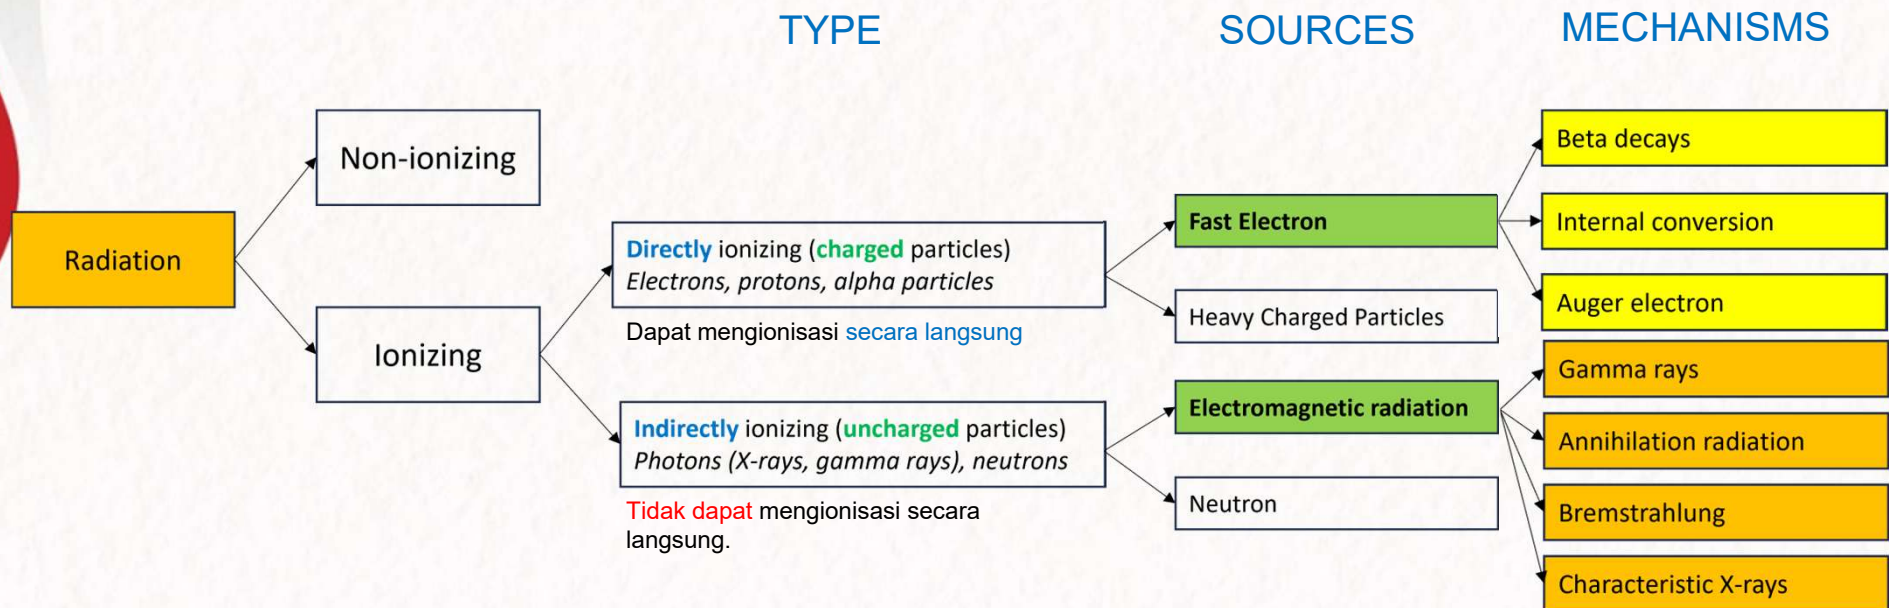 TYPE
SOURCES
MECHANISMS
Radiation
Non-ionizing
Ionizing
Directly ionizing (charged particles)
Electrons, protons, alpha particles
Dapat mengionisasi secara langsung
Indirectly ionizing (uncharged particles)
Photons (X-rays, gamma rays), neutrons
Tidak dapat mengionisasi secara
langsung.
Fast Electron
Heavy Charged Particles
Electromagnetic radiation
Neutron
Beta decays
Internal conversion
Auger electron
Gamma rays
Annihilation radiation
Bremstrahlung
Characteristic X-rays